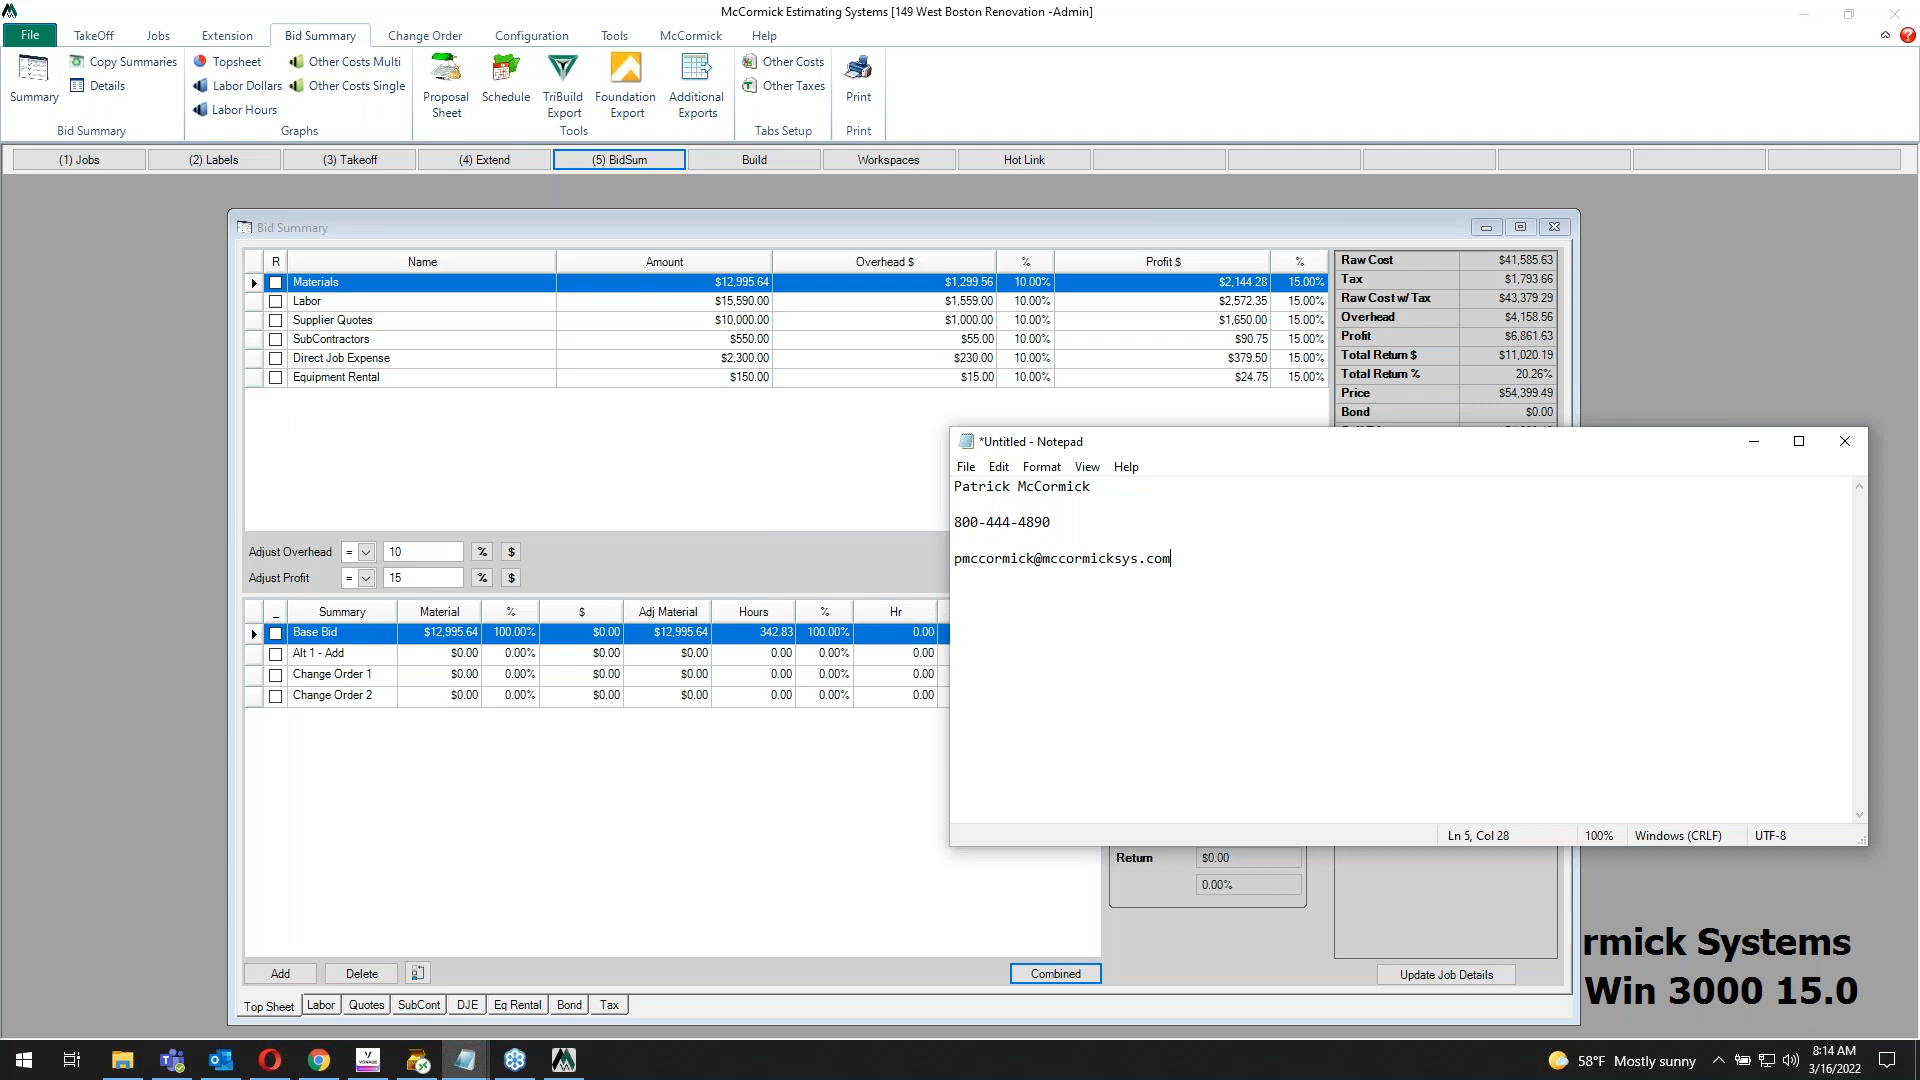 McCormick Estimating Systems [149 West Boston Renovation -Admin]
File TakeOff Jobs Extension Bid Summary Change Order Configuration Tools McCormick Help
Summary
Copy Summaries
Details
Bid Summary
Topsheet
Labor Dollars
Labor Hours
Other Costs Multi
Other Costs Single
Graphs
Proposal Sheet
Schedule
TriBuild Export
Foundation Export
Additional Exports
Tools
Other Costs
Other Taxes
Tabs Setup
Print
Print
(1) Jobs (2) Labels (3) Takeoff (4) Extend (5) BidSum Build Workspaces Hot Link
Bid Summary
R Name Amount Overhead $ % Profit $ %
Materials $12,995.64 $1,299.56 10.00% $2,144.28 15.00%
Labor $15,590.00 $1,559.00 10.00% $2,572.35 15.00%
Supplier Quotes $10,000.00 $1,000.00 10.00% $1,650.00 15.00%
SubContractors $550.00 $55.00 10.00% $90.75 15.00%
Direct Job Expense $2,300.00 $230.00 10.00% $379.50 15.00%
Equipment Rental $150.00 $15.00 10.00% $24.75 15.00%
Raw Cost $41,585.63
Tax $1,793.66
Raw Cost w/ Tax $43,379.29
Overhead $4,158.56
Profit $6,861.63
Total Return $ $11,020.19
Total Return % 20.26%
Price $54,399.49
Bond $0.00
*Untitled - Notepad
File Edit Format View Help
Patrick McCormick
800-444-4890
pmccormick@mccormicksys.com
Ln 5, Col 28 100% Windows (CRLF) UTF-8
Adjust Overhead = 10 % $
Adjust Profit = 15 % $
_ Summary Material % $ Adj Material Hours % Hr
Base Bid $12,995.64 100.00% $0.00 $12,995.64 342.83 100.00% 0.00
Alt 1 - Add $0.00 0.00% $0.00 $0.00 0.00 0.00% 0.00
Change Order 1 $0.00 0.00% $0.00 $0.00 0.00 0.00% 0.00
Change Order 2 $0.00 0.00% $0.00 $0.00 0.00 0.00% 0.00
Return $0.00
0.00%
rmick Systems
Win 3000 15.0
Add Delete Combined Update Job Details
Top Sheet Labor Quotes SubCont DJE Eq Rental Bond Tax
58°F Mostly sunny
8:14 AM
3/16/2022